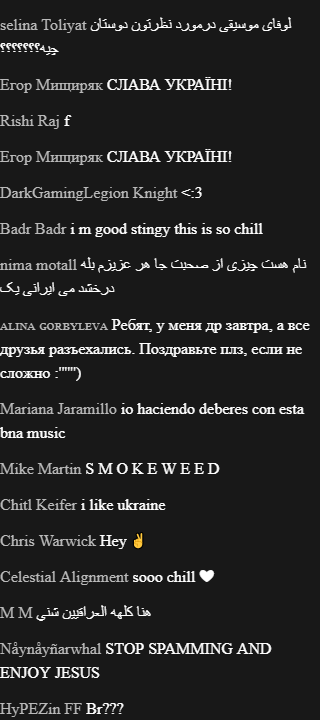 selina Toliyat لوفای موسیقی درمورد نظرتون دوستان
چیه؟؟؟؟؟؟؟
Егор Мищиряк СЛАВА УКРАЇНІ!
Rishi Raj f
Егор Мищиряк СЛАВА УКРАЇНІ!
DarkGamingLegion Knight <:3
Badr Badr i m good stingy this is so chill
nima motall نام هست چیزی از صحبت جا هر عزیزم بله
درخشد می ایرانی یک
ALINA GORBYLEVA Ребят, у меня др завтра, а все
друзья разъехались. Поздравьте плз, если не
сложно :""'")
Mariana Jaramillo io haciendo deberes con esta
bna music
Mike Martin S M O K E W E E D
Chitl Keifer i like ukraine
Chris Warwick Hey ✌
Celestial Alignment sooo chill 🤍
M M هنا كلهه العراقيين شني
Nåynåyñarwhal STOP SPAMMING AND
ENJOY JESUS
HyPEZin FF Br???